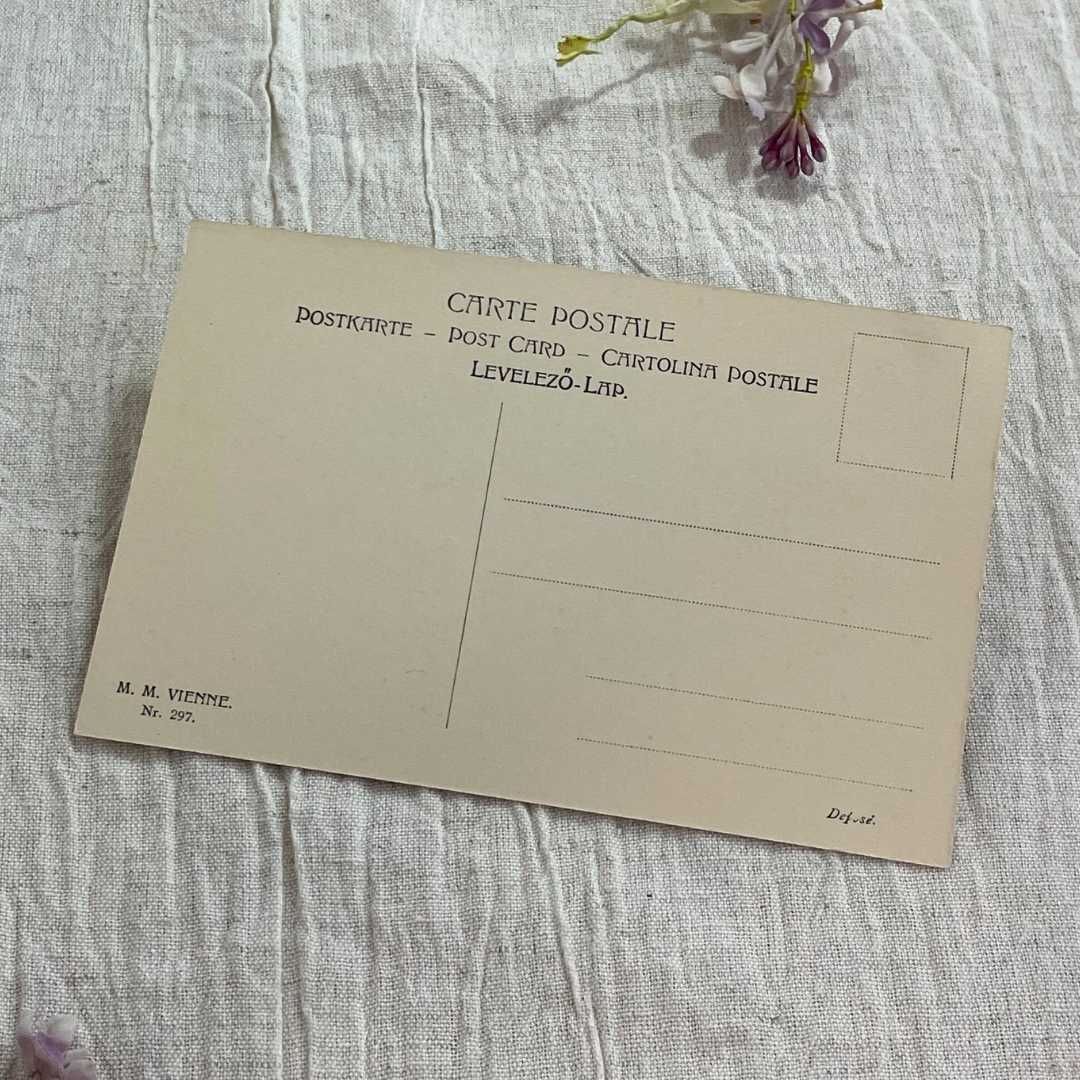 CARTE POSTALE
POSTKARTE – POST CARD – CARTOLINA POSTALE
LEVELEZŐ-LAP.
M. M. VIENNE.
Nr. 297.